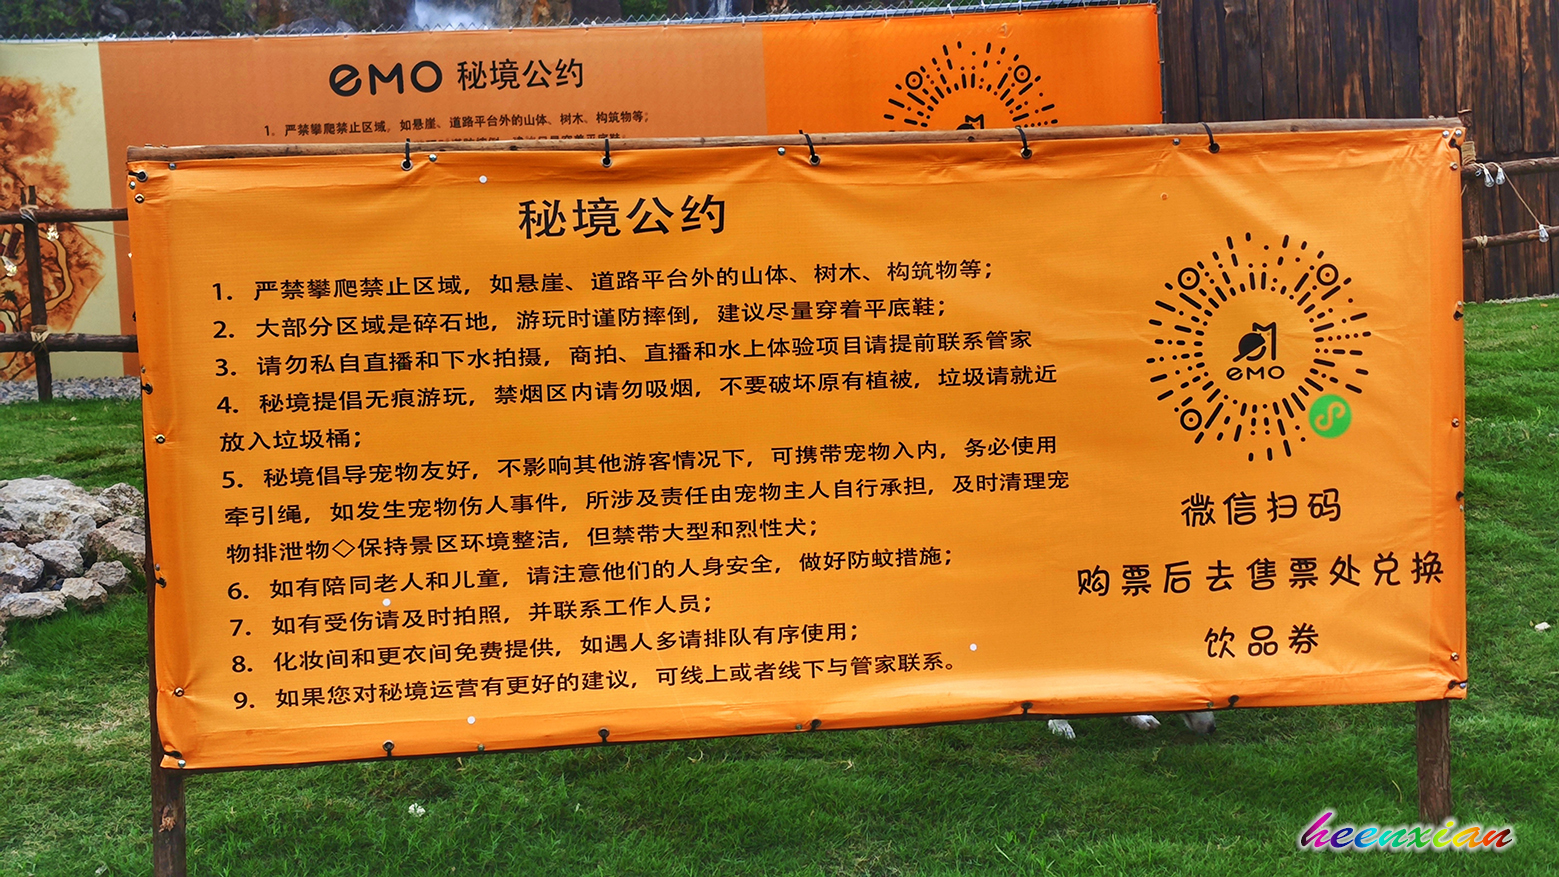 eMO 秘境公约
1. 严禁攀爬禁止区域，如悬崖、道路平台外的山体、树木、构筑物等；
秘境公约
1. 严禁攀爬禁止区域，如悬崖、道路平台外的山体、树木、构筑物等；
2. 大部分区域是碎石地，游玩时谨防摔倒，建议尽量穿着平底鞋；
3. 请勿私自直播和下水拍摄，商拍、直播和水上体验项目请提前联系管家
4. 秘境提倡无痕游玩，禁烟区内请勿吸烟，不要破坏原有植被，垃圾请就近
放入垃圾桶；
5. 秘境倡导宠物友好，不影响其他游客情况下，可携带宠物入内，务必使用
牵引绳，如发生宠物伤人事件，所涉及责任由宠物主人自行承担，及时清理宠
物排泄物◇保持景区环境整洁，但禁带大型和烈性犬；
6. 如有陪同老人和儿童，请注意他们的人身安全，做好防蚊措施；
7. 如有受伤请及时拍照，并联系工作人员；
8. 化妆间和更衣间免费提供，如遇人多请排队有序使用；
9. 如果您对秘境运营有更好的建议，可线上或者线下与管家联系。
eMO
微信扫码
购票后去售票处兑换
饮品券
heenxian